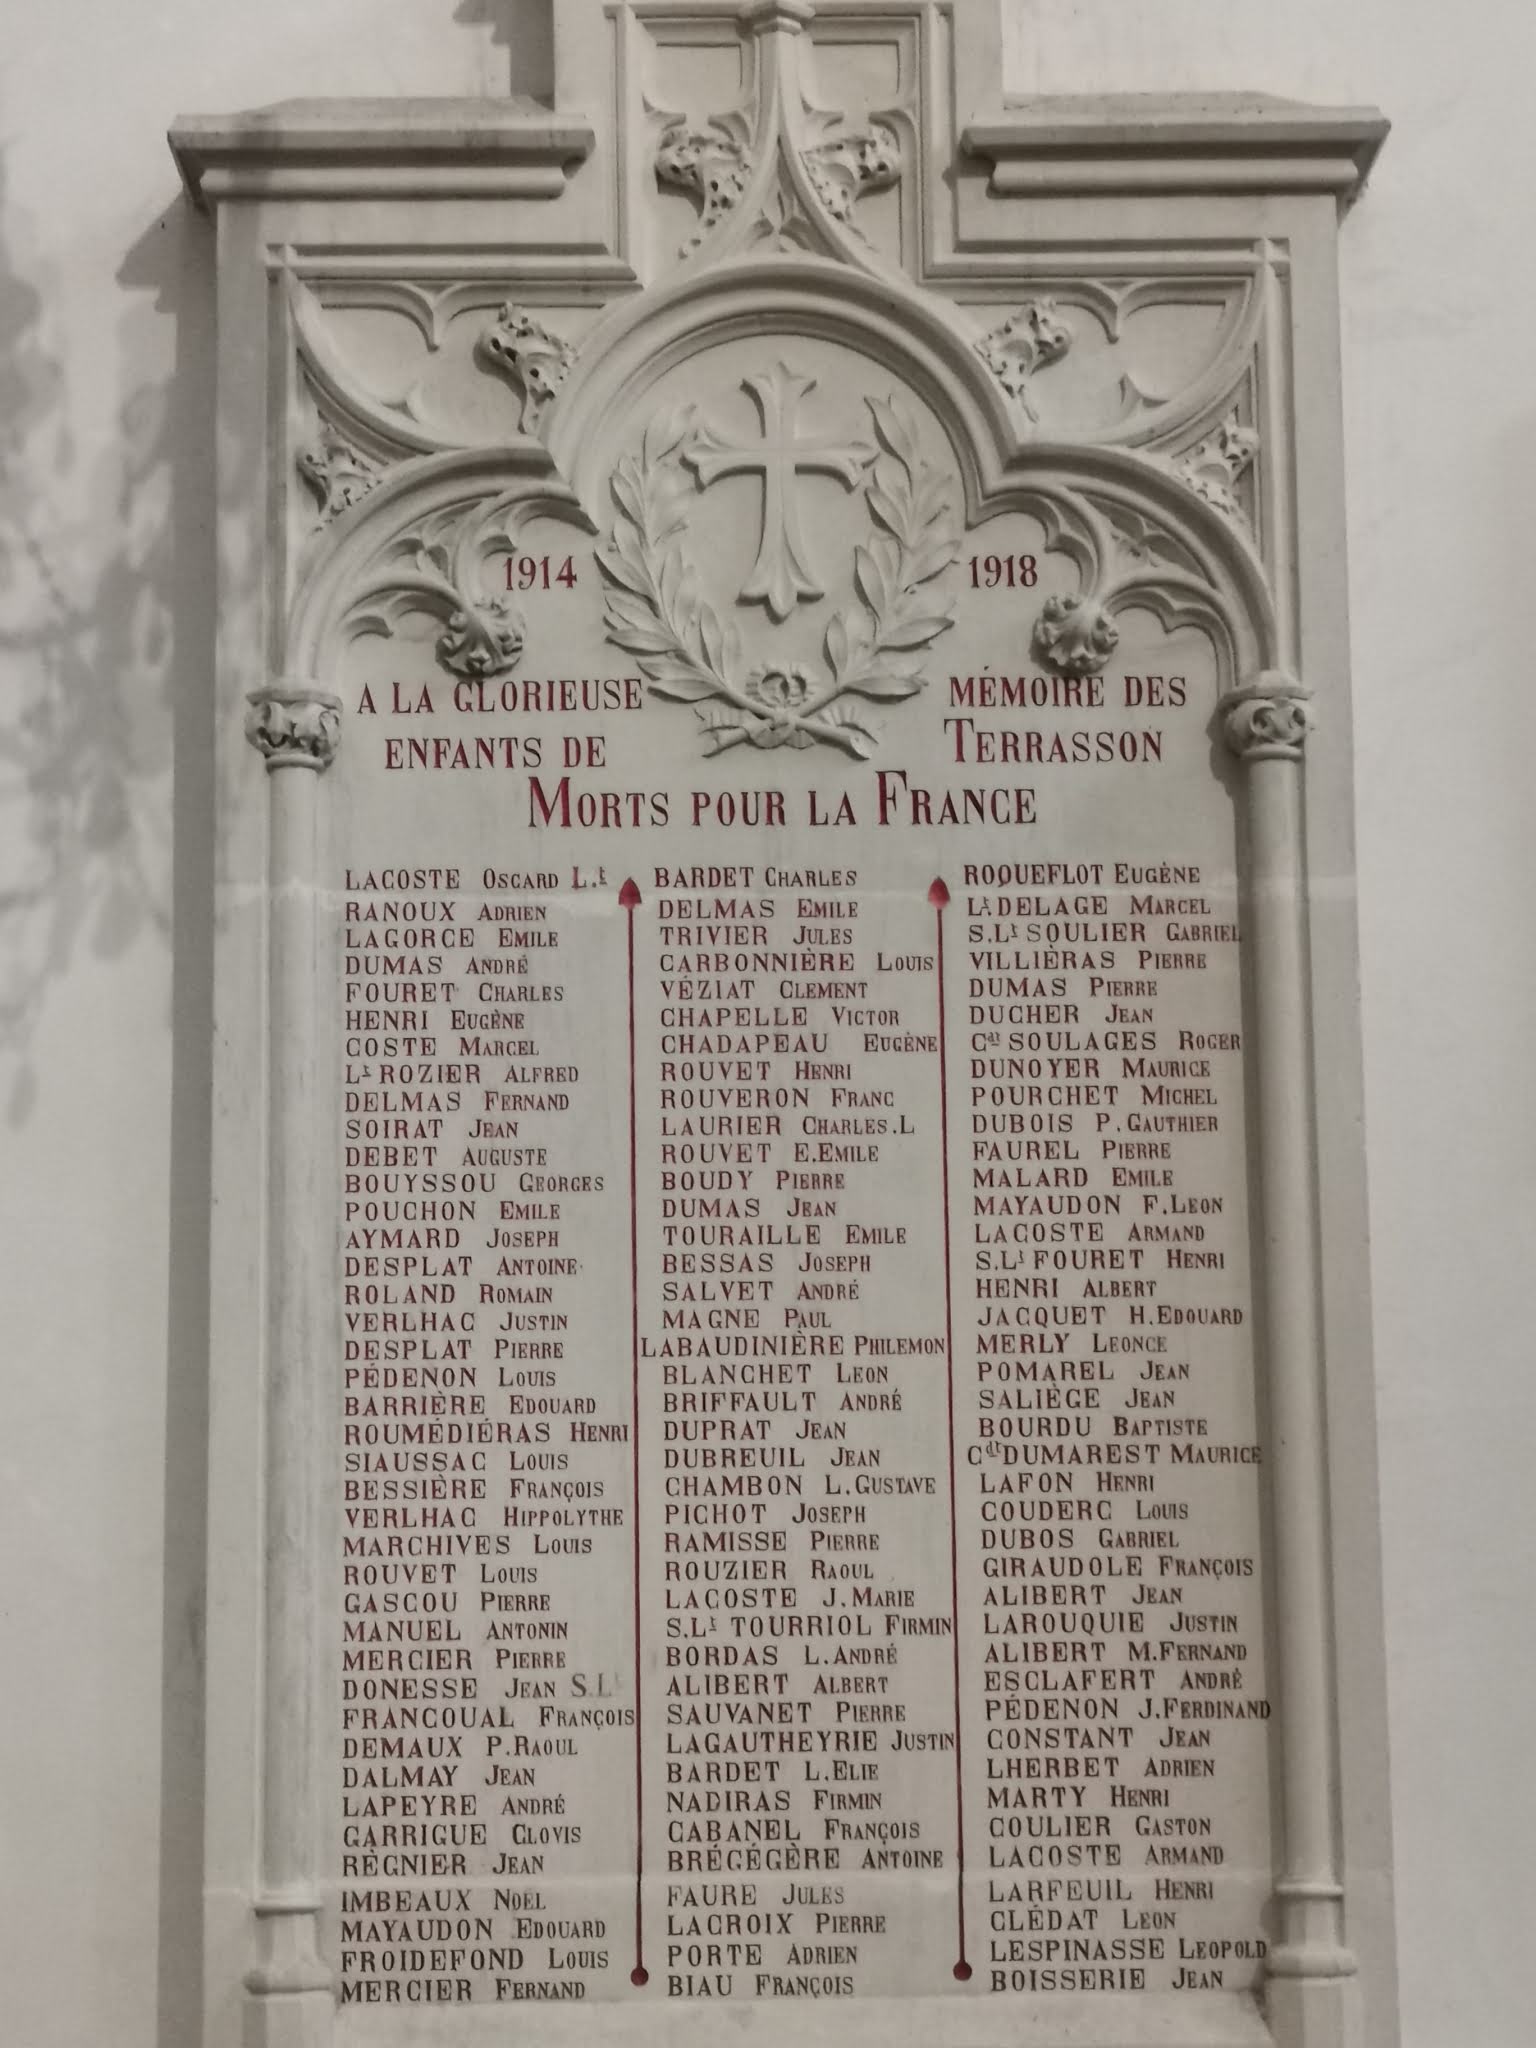 1914 1918
A LA GLORIEUSE MÉMOIRE DES
ENFANTS DE TERRASSON
MORTS POUR LA FRANCE
LACOSTE OSCARD L.t
RANOUX ADRIEN
LAGORCE EMILE
DUMAS ANDRÉ
FOURET CHARLES
HENRI EUGÈNE
COSTE MARCEL
Lt ROZIER ALFRED
DELMAS FERNAND
SOIRAT JEAN
DEBET AUGUSTE
BOUYSSOU GEORGES
POUCHON EMILE
AYMARD JOSEPH
DESPLAT ANTOINE
ROLAND ROMAIN
VERLHAC JUSTIN
DESPLAT PIERRE
PÉDENON LOUIS
BARRIÈRE EDOUARD
ROUMÉDIÉRAS HENRI
SIAUSSAC LOUIS
BESSIÈRE FRANÇOIS
VERLHAC HIPPOLYTHE
MARCHIVES LOUIS
ROUVET LOUIS
GASCOU PIERRE
MANUEL ANTONIN
MERCIER PIERRE
DONESSE JEAN S.Lt
FRANCOUAL FRANÇOIS
DEMAUX P.RAOUL
DALMAY JEAN
LAPEYRE ANDRÉ
GARRIGUE CLOVIS
RÈGNIER JEAN
IMBEAUX NOËL
MAYAUDON EDOUARD
FROIDEFOND LOUIS
MERCIER FERNAND
BARDET CHARLES
DELMAS EMILE
TRIVIER JULES
CARBONNIÈRE LOUIS
VÉZIAT CLEMENT
CHAPELLE VICTOR
CHADAPEAU EUGÈNE
ROUVET HENRI
ROUVERON FRANC
LAURIER CHARLES.L
ROUVET E.EMILE
BOUDY PIERRE
DUMAS JEAN
TOURAILLE EMILE
BESSAS JOSEPH
SALVET ANDRÉ
MAGNE PAUL
LABAUDINIÈRE PHILEMON
BLANCHET LEON
BRIFFAULT ANDRÉ
DUPRAT JEAN
DUBREUIL JEAN
CHAMBON L.GUSTAVE
PICHOT JOSEPH
RAMISSE PIERRE
ROUZIER RAOUL
LACOSTE J.MARIE
S.Lt TOURRIOL FIRMIN
BORDAS L.ANDRÉ
ALIBERT ALBERT
SAUVANET PIERRE
LAGAUTHEYRIE JUSTIN
BARDET L.ELIE
NADIRAS FIRMIN
CABANEL FRANÇOIS
BRÉGÉGÈRE ANTOINE
FAURE JULES
LACROIX PIERRE
PORTE ADRIEN
BIAU FRANÇOIS
ROQUEFLOT EUGÈNE
Lt DELAGE MARCEL
S.Lt SOULIER GABRIEL
VILLIÈRAS PIERRE
DUMAS PIERRE
DUCHER JEAN
Cdt SOULAGES ROGER
DUNOYER MAURICE
POURCHET MICHEL
DUBOIS P.GAUTHIER
FAUREL PIERRE
MALARD EMILE
MAYAUDON F.LEON
LACOSTE ARMAND
S.Lt FOURET HENRI
HENRI ALBERT
JACQUET H.EDOUARD
MERLY LEONCE
POMAREL JEAN
SALIÈGE JEAN
BOURDU BAPTISTE
Cdt DUMAREST MAURICE
LAFON HENRI
COUDERC LOUIS
DUBOS GABRIEL
GIRAUDOLE FRANÇOIS
ALIBERT JEAN
LAROUQUIE JUSTIN
ALIBERT M.FERNAND
ESCLAFERT ANDRÉ
PÉDENON J.FERDINAND
CONSTANT JEAN
LHERBET ADRIEN
MARTY HENRI
COULIER GASTON
LACOSTE ARMAND
LARFEUIL HENRI
CLÉDAT LEON
LESPINASSE LEOPOLD
BOISSERIE JEAN